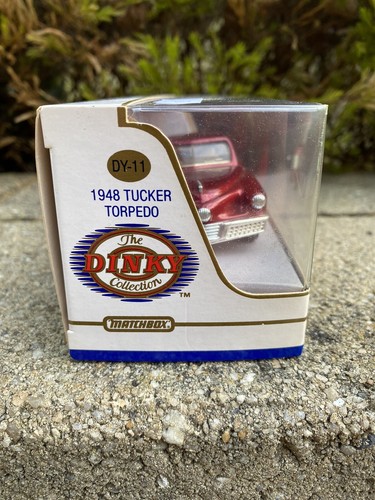 DY-11
1948 TUCKER
TORPEDO
The
DINKY
Collection
TM
MATCHBOX